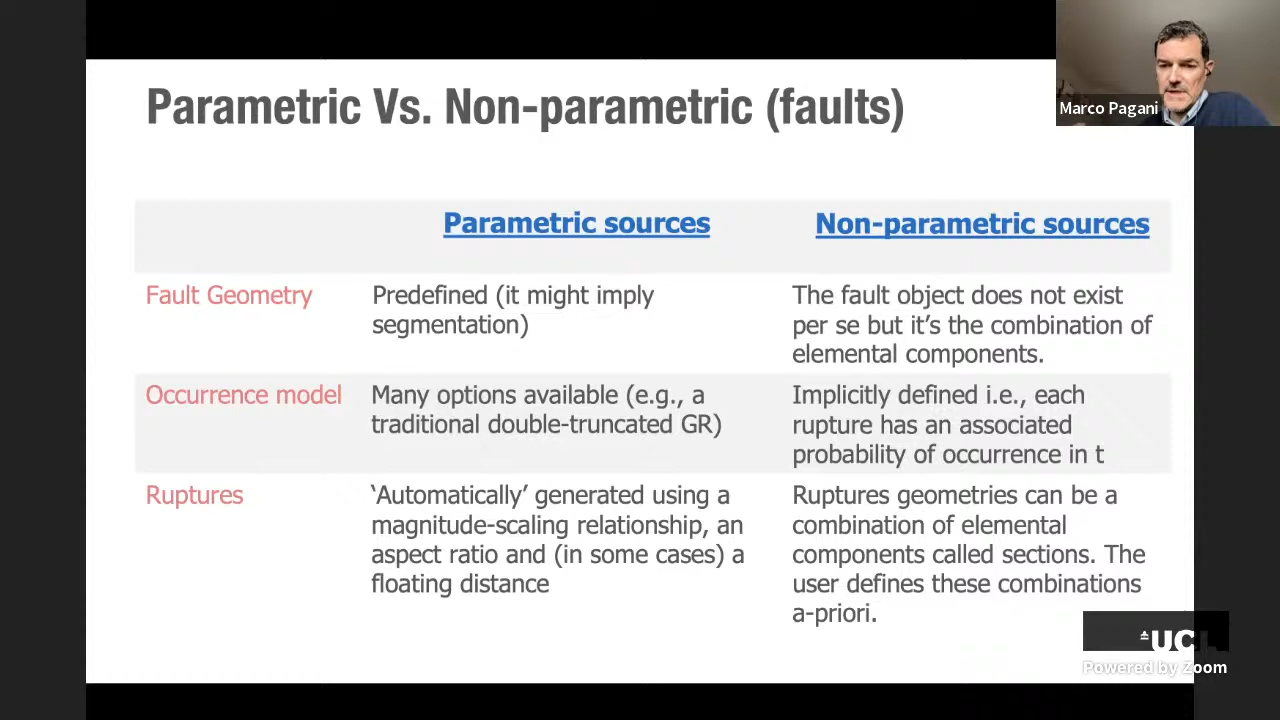 Parametric Vs. Non-parametric (faults)
Marco Pagani
Parametric sources
Non-parametric sources
Fault Geometry
Predefined (it might imply
segmentation)
The fault object does not exist
per se but it’s the combination of
elemental components.
Occurrence model
Many options available (e.g., a
traditional double-truncated GR)
Implicitly defined i.e., each
rupture has an associated
probability of occurrence in t
Ruptures
‘Automatically’ generated using a
magnitude-scaling relationship, an
aspect ratio and (in some cases) a
floating distance
Ruptures geometries can be a
combination of elemental
components called sections. The
user defines these combinations
a-priori.
UCL
Powered by Zoom